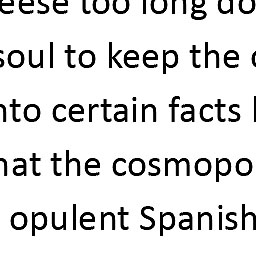 eese too long do
soul to keep the
nto certain facts
hat the cosmopo
opulent Spanish